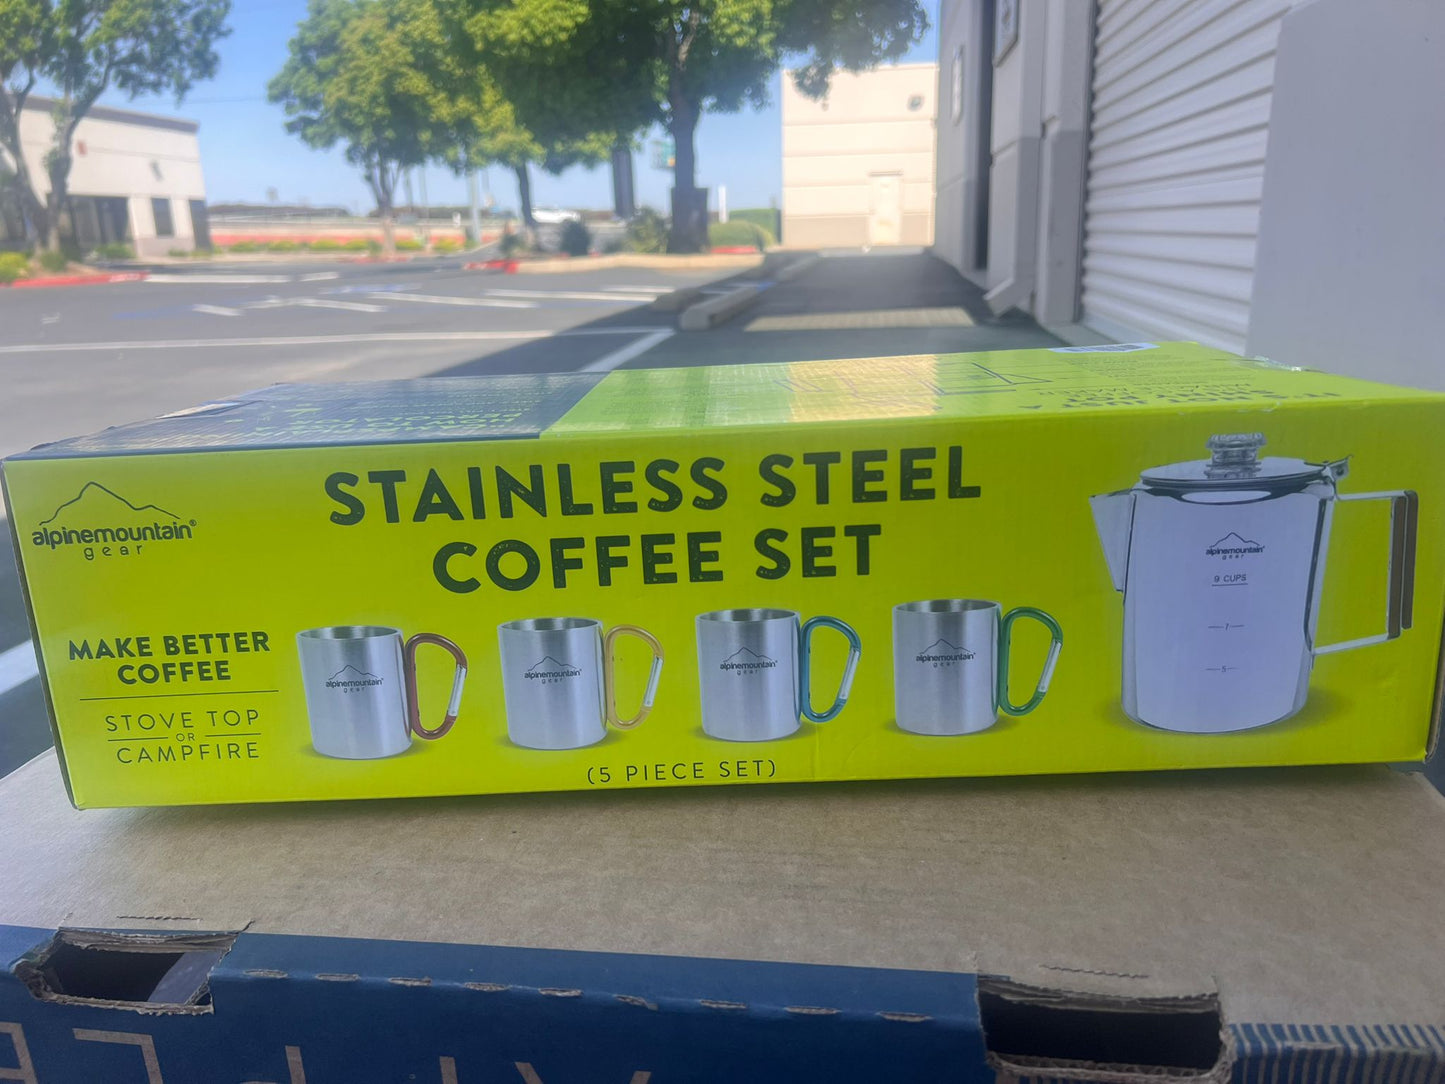 STAINLESS STEEL
COFFEE SET
alpinemountain®
gear
MAKE BETTER
COFFEE
STOVE TOP
OR
CAMPFIRE
alpinemountain
gear
alpinemountain
gear
alpinemountain
gear
alpinemountain
gear
alpinemountain
gear
9 CUPS
7
5
(5 PIECE SET)